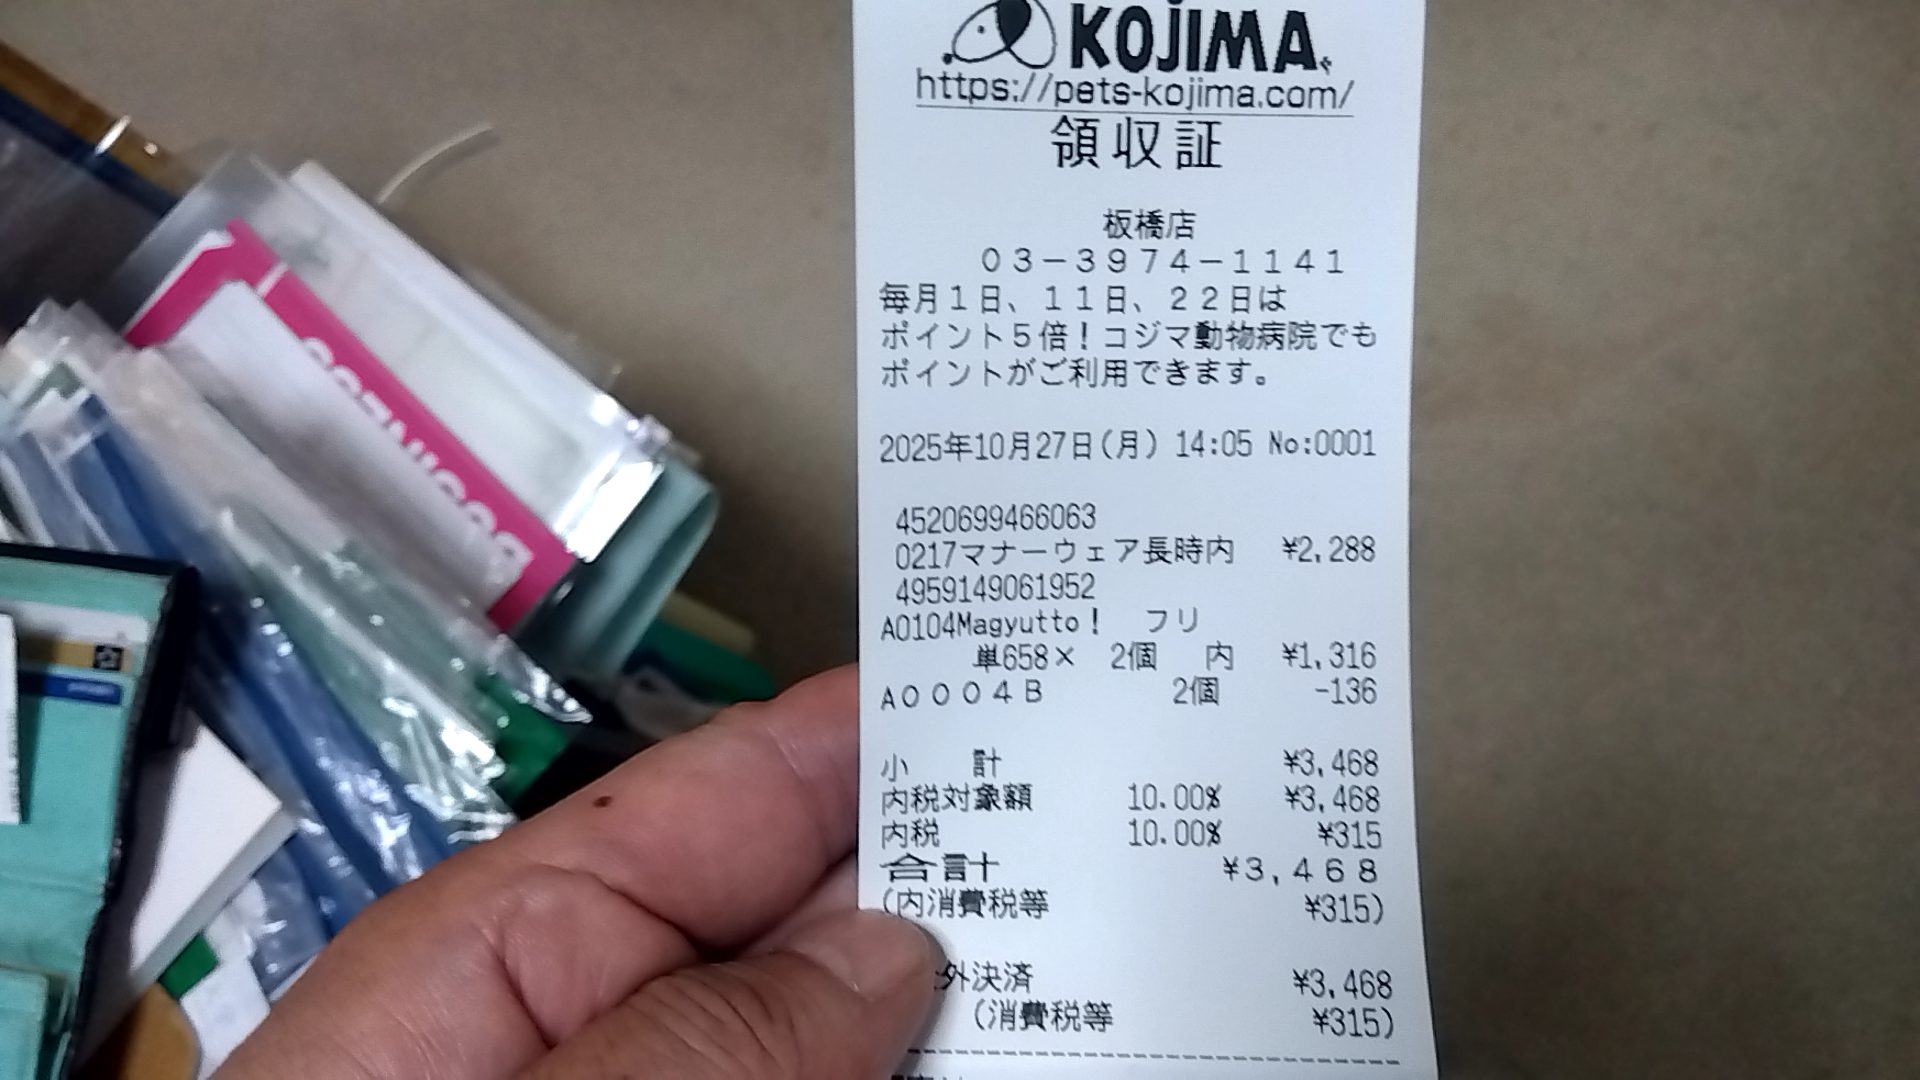 KOJIMA
https://pets-kojima.com/
領収証
板橋店
03-3974-1141
毎月1日、11日、22日は
ポイント5倍!コジマ動物病院でも
ポイントがご利用できます。
2025年10月27日(月) 14:05 No:0001
4520699466063
0217マナーウェア長時内 ¥2,288
4959149061952
A0104Magyutto! フリ
単658× 2個 内 ¥1,316
A0004B 2個 -136
小計 ¥3,468
内税対象額 10.00% ¥3,468
内税 10.00% ¥315
合計 ¥3,468
(内消費税等 ¥315)
外決済 ¥3,468
(消費税等 ¥315)